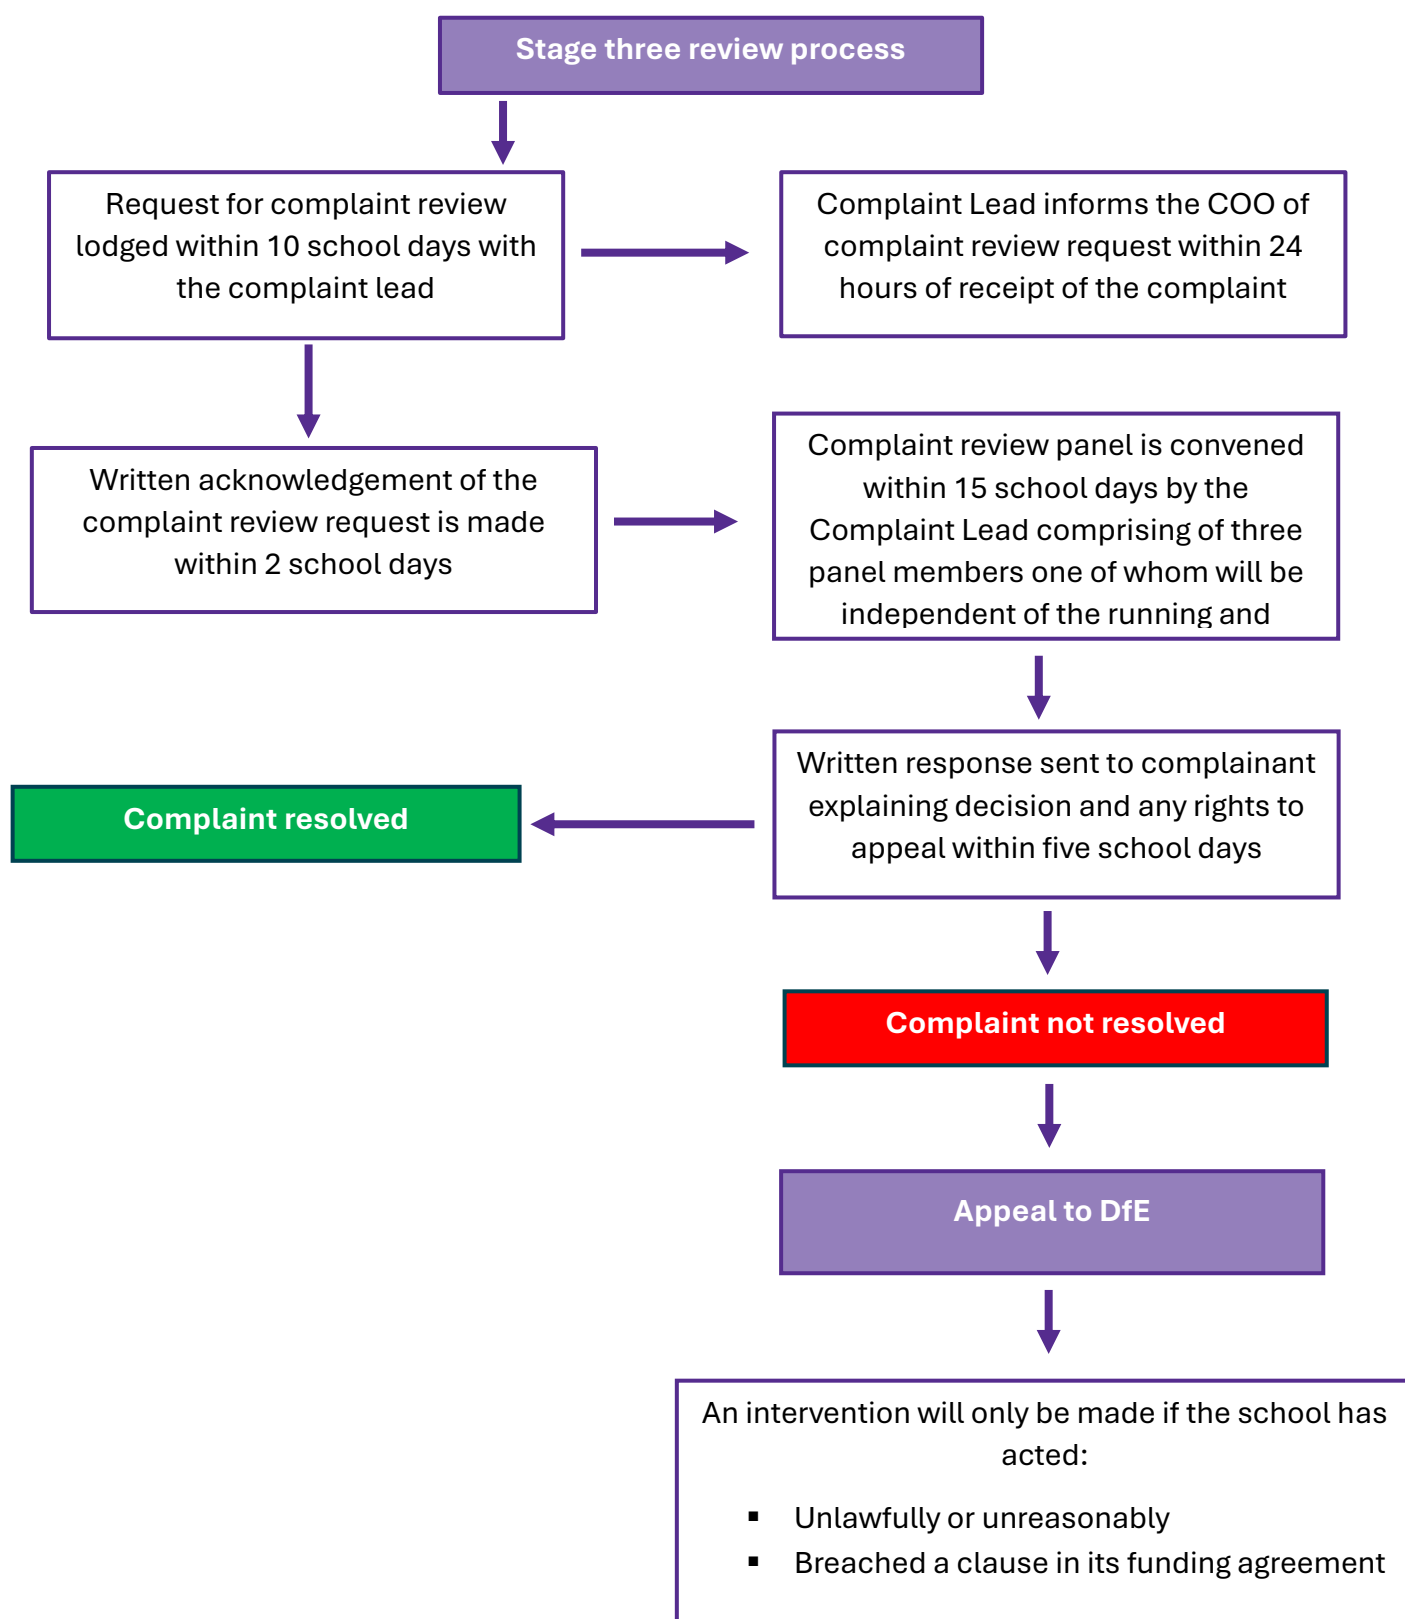 Stage three review process
Request for complaint review
lodged within 10 school days with
the complaint lead
Complaint Lead informs the COO of
complaint review request within 24
hours of receipt of the complaint
Written acknowledgement of the
complaint review request is made
within 2 school days
Complaint review panel is convened
within 15 school days by the
Complaint Lead comprising of three
panel members one of whom will be
independent of the running and
Written response sent to complainant
explaining decision and any rights to
appeal within five school days
Complaint resolved
Complaint not resolved
Appeal to DfE
An intervention will only be made if the school has
acted:
▪ Unlawfully or unreasonably
▪ Breached a clause in its funding agreement